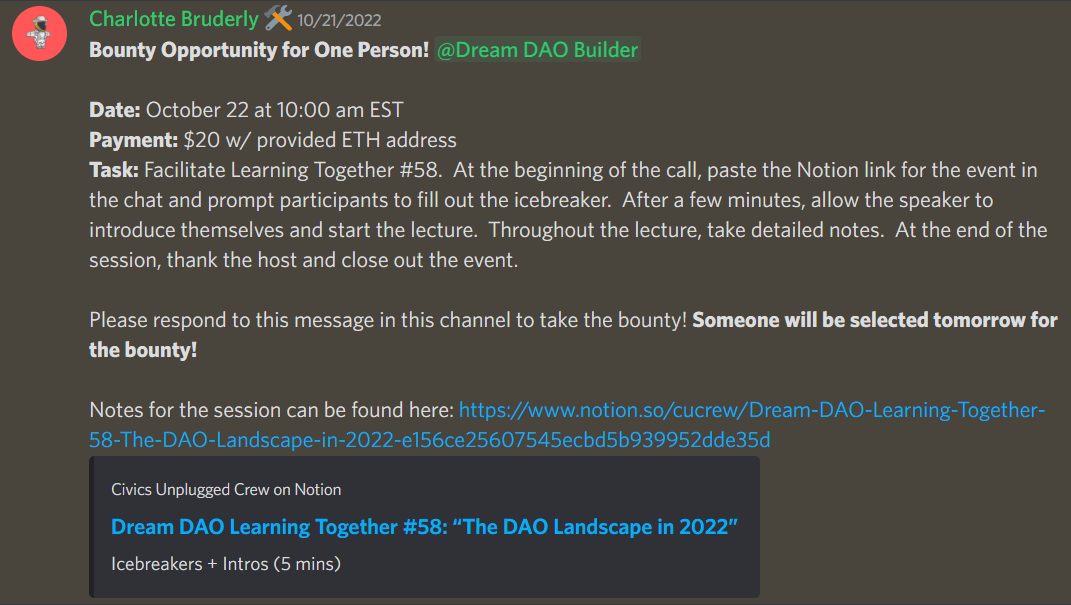 Charlotte Bruderly 10/21/2022
Bounty Opportunity for One Person! @Dream DAO Builder
Date: October 22 at 10:00 am EST
Payment: $20 w/ provided ETH address
Task: Facilitate Learning Together #58.  At the beginning of the call, paste the Notion link for the event in
the chat and prompt participants to fill out the icebreaker.  After a few minutes, allow the speaker to
introduce themselves and start the lecture.  Throughout the lecture, take detailed notes.  At the end of the
session, thank the host and close out the event.
Please respond to this message in this channel to take the bounty! Someone will be selected tomorrow for
the bounty!
Notes for the session can be found here: https://www.notion.so/cucrew/Dream-DAO-Learning-Together-
58-The-DAO-Landscape-in-2022-e156ce25607545ecbd5b939952dde35d
Civics Unplugged Crew on Notion
Dream DAO Learning Together #58: “The DAO Landscape in 2022”
Icebreakers + Intros (5 mins)